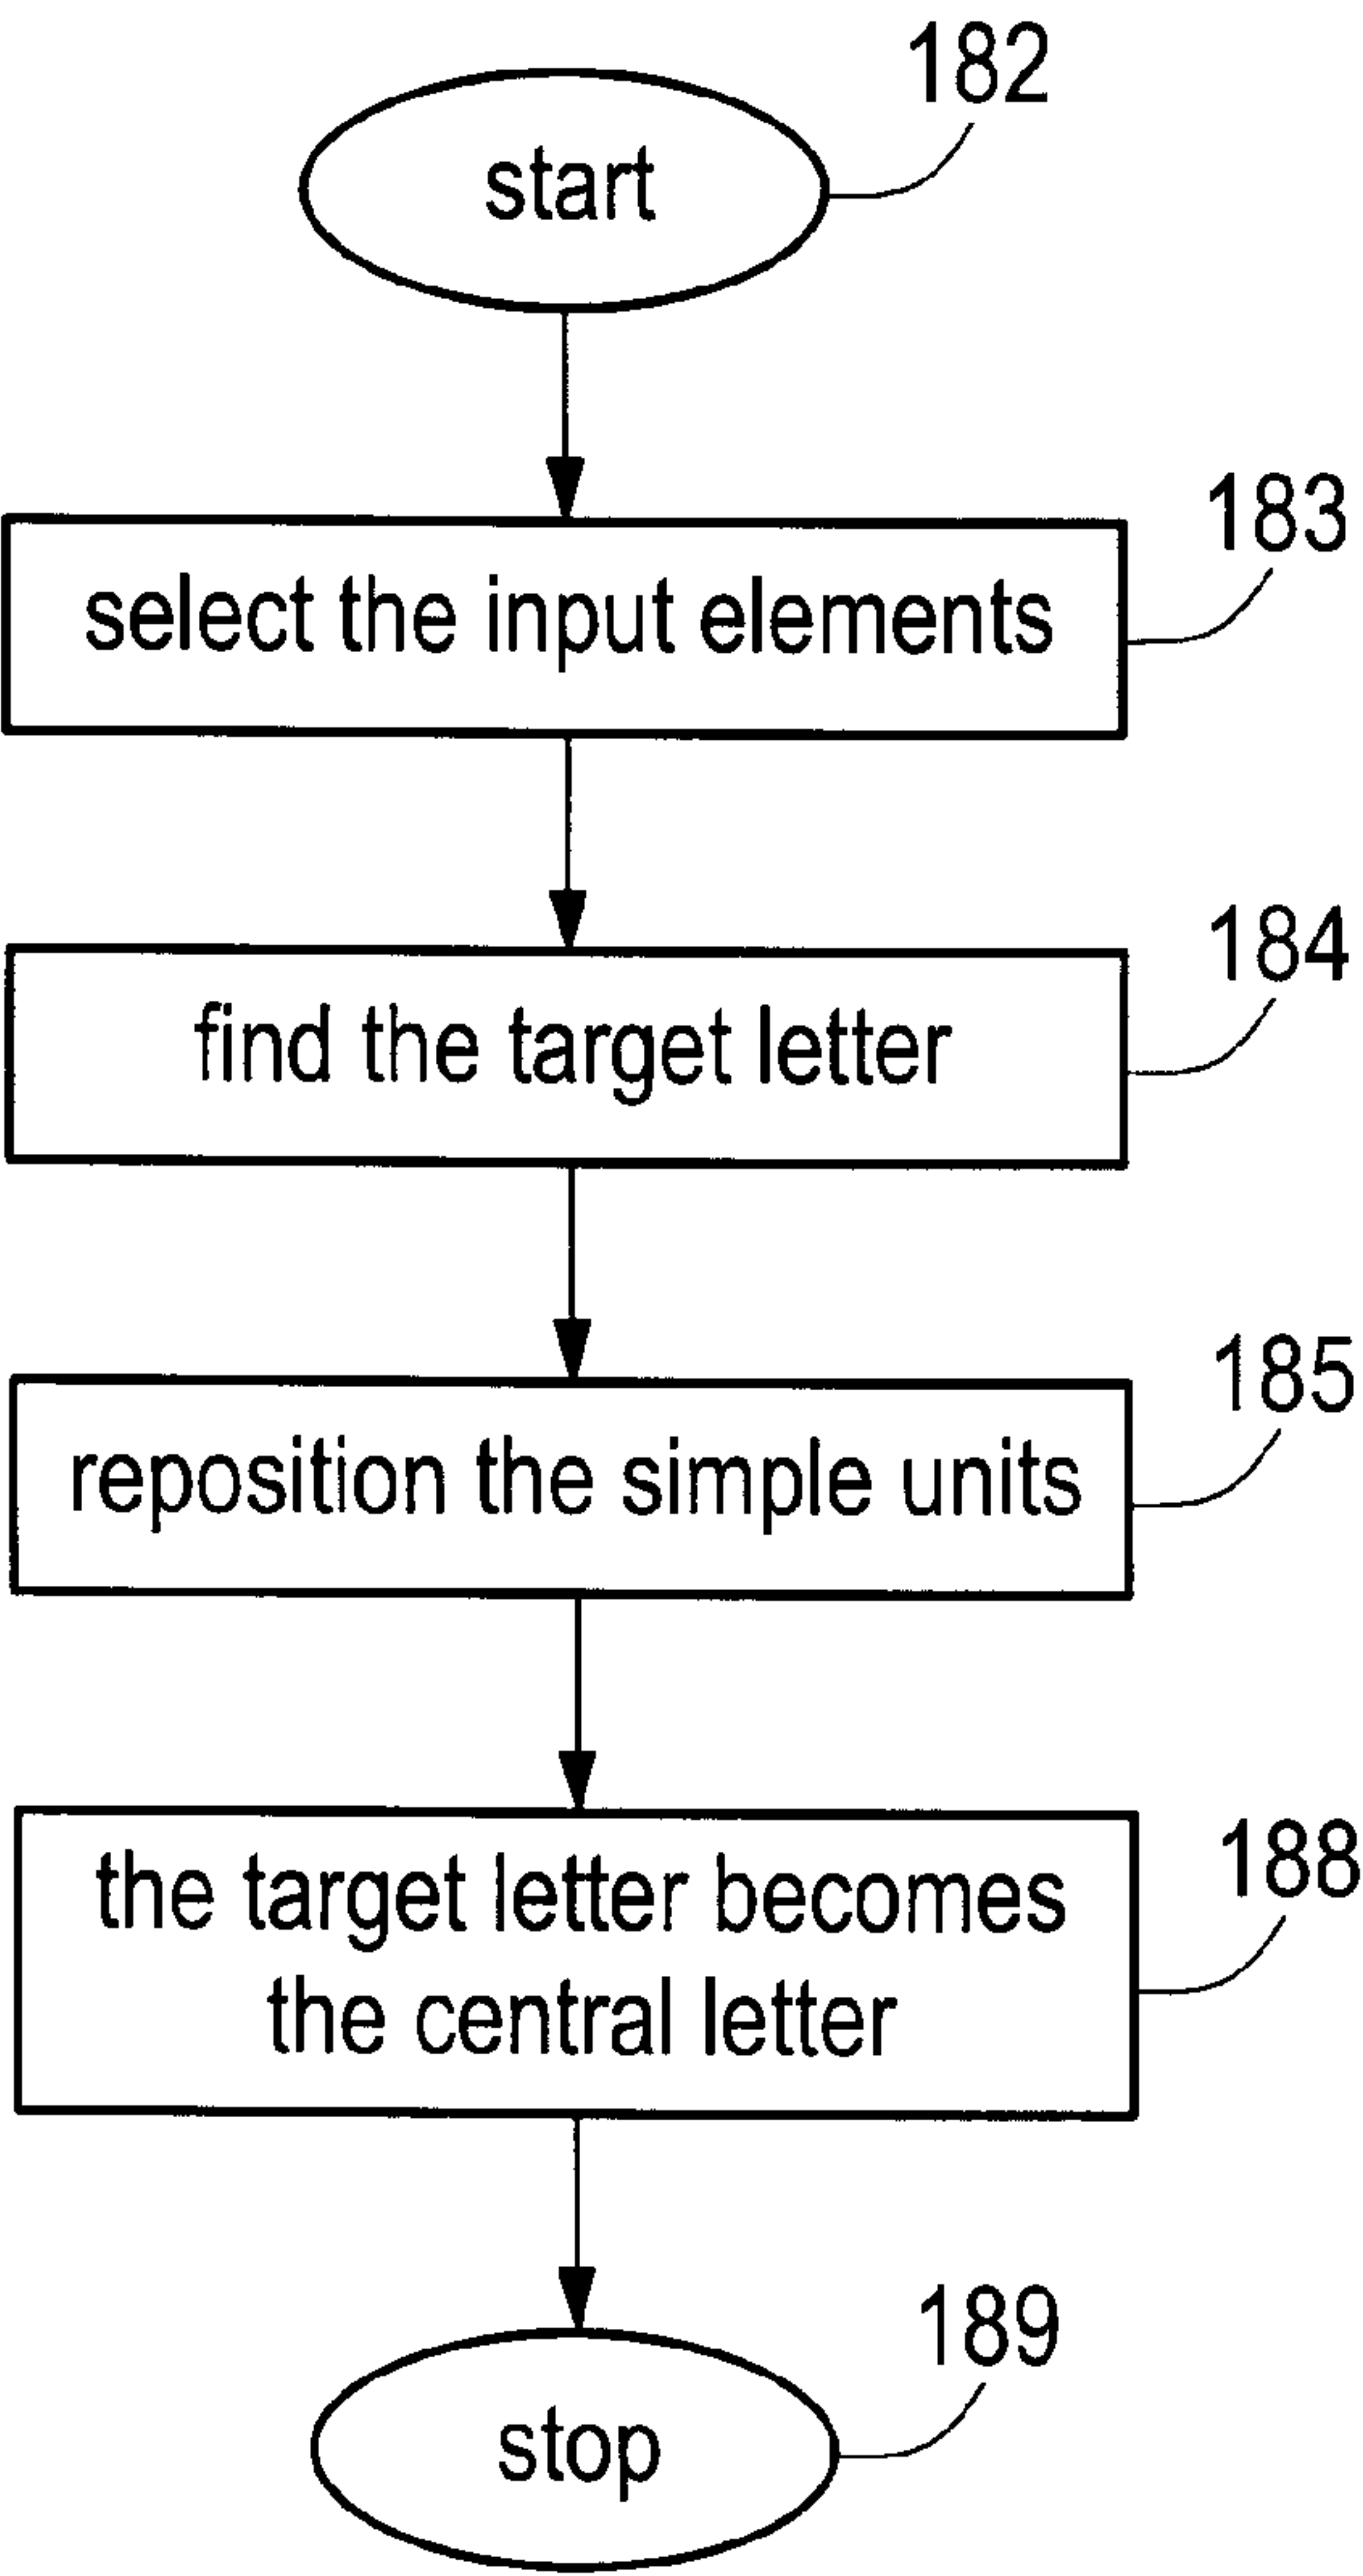 182
start
183
select the input elements
184
find the target letter
185
reposition the simple units
188
the target letter becomes
the central letter
189
stop